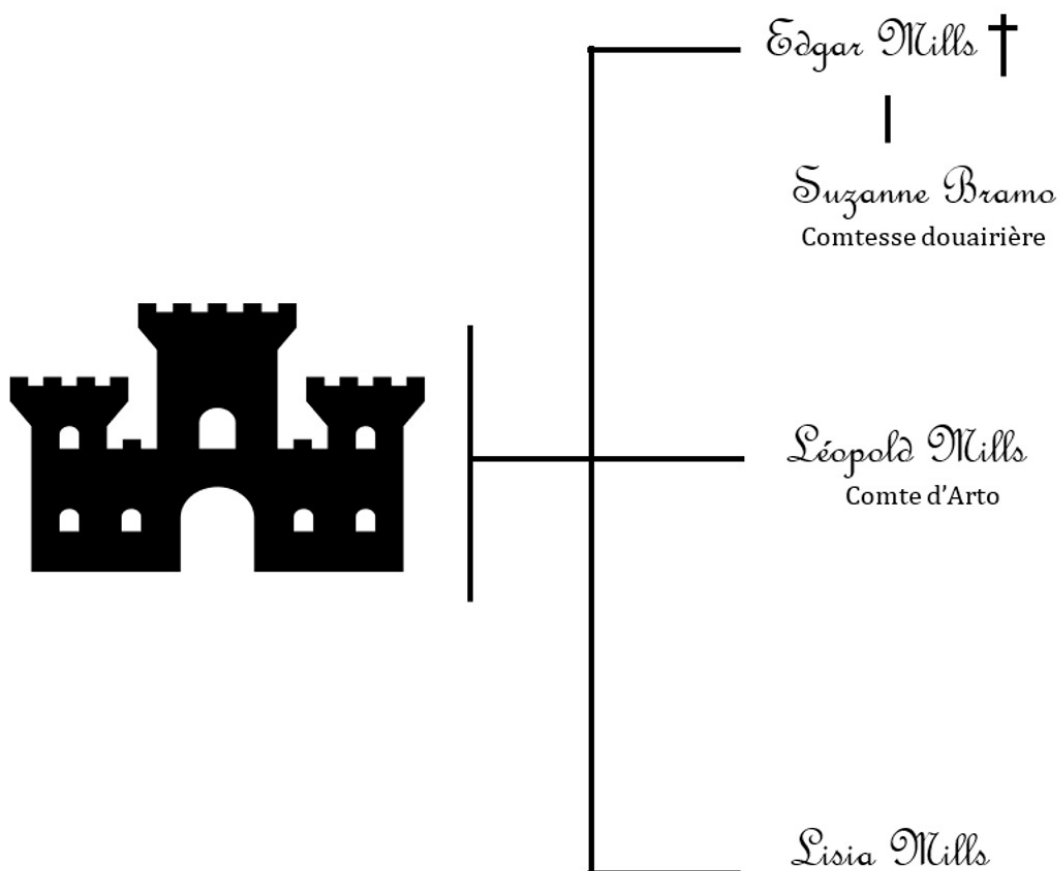 Edgar Mills †
Suzanne Bramo
Comtesse douairière
Léopold Mills
Comte d'Arto
Lisia Mills